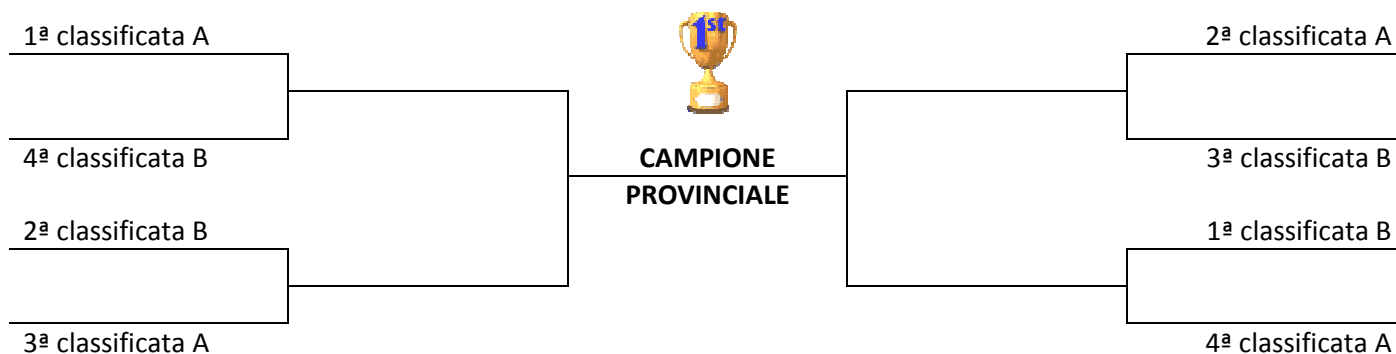 1ª classificata A
4ª classificata B
2ª classificata B
3ª classificata A
1st
CAMPIONE
PROVINCIALE
2ª classificata A
3ª classificata B
1ª classificata B
4ª classificata A